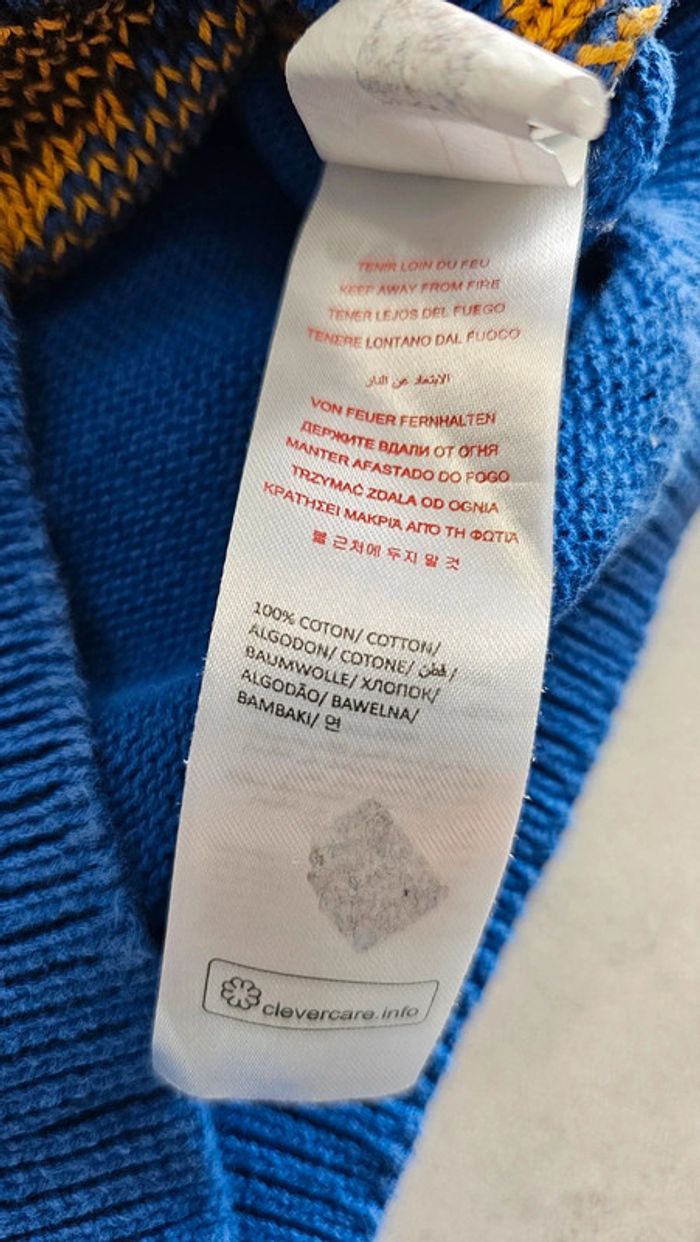 TENIR LOIN DU FEU
KEEP AWAY FROM FIRE
TENER LEJOS DEL FUEGO
TENERE LONTANO DAL FUOCO
الابتعاد عن النار
VON FEUER FERNHALTEN
ДЕРЖИТЕ ВДАЛИ ОТ ОГНЯ
MANTER AFASTADO DO FOGO
TRZYMAĆ ZDALA OD OGNIA
ΚΡΑΤΗΣΕΙ ΜΑΚΡΙΑ ΑΠΟ ΤΗ ΦΩΤΙΑ
불 근처에 두지 말 것
100% COTON/ COTTON/
ALGODON/ COTONE/ قطن/
BAUMWOLLE/ ХЛОПОК/
ALGODÃO/ BAWELNA/
BAMBAKI/ 면
clevercare.info